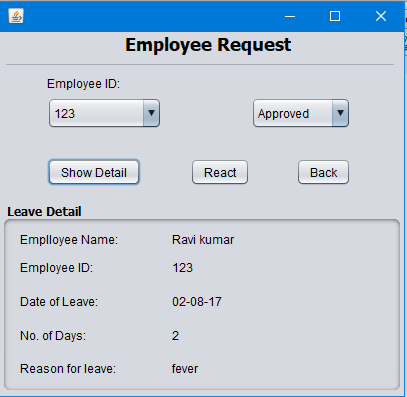 Employee Request
Employee ID:
123 Approved
Show Detail React Back
Leave Detail
Emplloyee Name: Ravi kumar
Employee ID: 123
Date of Leave: 02-08-17
No. of Days: 2
Reason for leave: fever